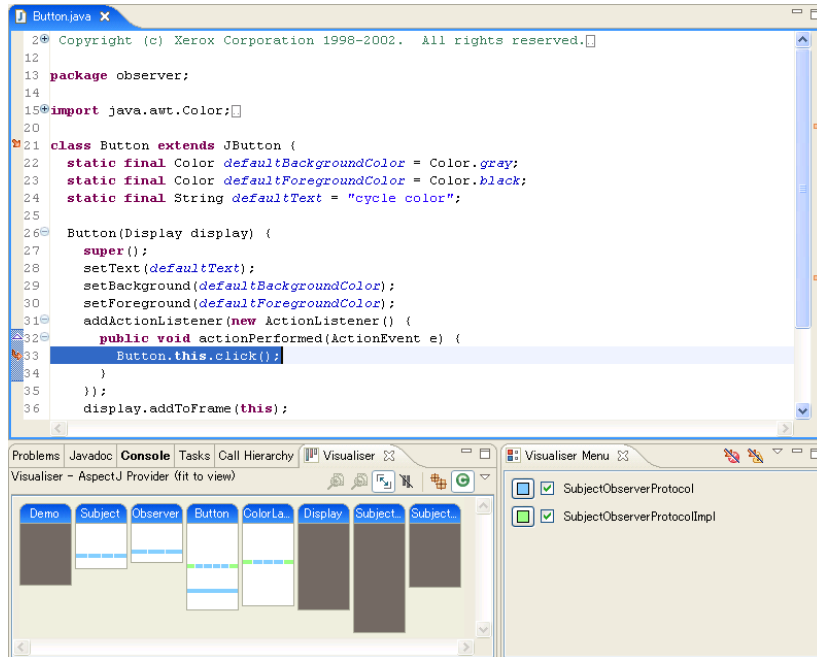 Button.java
2 Copyright (c) Xerox Corporation 1998-2002. All rights reserved.
12
13 package observer;
14
15 import java.awt.Color;
20
21 class Button extends JButton {
22 static final Color defaultBackgroundColor = Color.gray;
23 static final Color defaultForegroundColor = Color.black;
24 static final String defaultText = "cycle color";
25
26 Button(Display display) {
27 super();
28 setText(defaultText);
29 setBackground(defaultBackgroundColor);
30 setForeground(defaultForegroundColor);
31 addActionListener(new ActionListener() {
32 public void actionPerformed(ActionEvent e) {
33 Button.this.click();
34 }
35 });
36 display.addToFrame(this);
Problems Javadoc Console Tasks Call Hierarchy Visualiser
Visualiser - AspectJ Provider (fit to view)
Demo Subject Observer Button ColorLa... Display Subject... Subject...
Visualiser Menu
SubjectObserverProtocol
SubjectObserverProtocolImpl